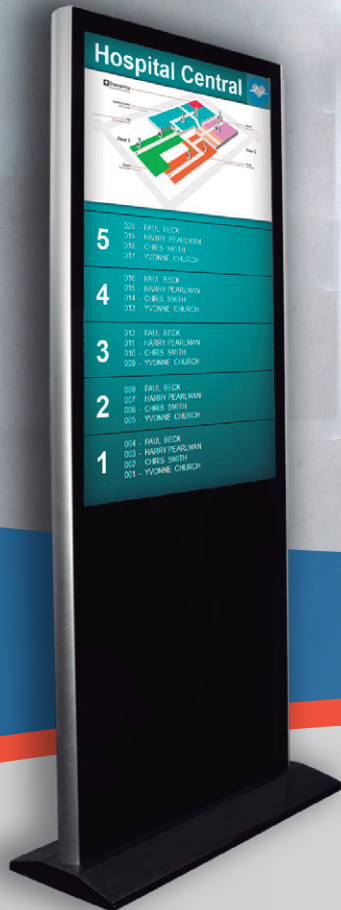 Hospital Central
Emergency
5
020 - PAUL BECK
019 - HARRY PEARLMAN
018 - CHRIS SMITH
017 - YVONNE CHURCH
4
016 - PAUL BECK
015 - HARRY PEARLMAN
014 - CHRIS SMITH
013 - YVONNE CHURCH
3
012 - PAUL BECK
011 - HARRY PEARLMAN
010 - CHRIS SMITH
009 - YVONNE CHURCH
2
008 - PAUL BECK
007 - HARRY PEARLMAN
006 - CHRIS SMITH
005 - YVONNE CHURCH
1
004 - PAUL BECK
003 - HARRY PEARLMAN
002 - CHRIS SMITH
001 - YVONNE CHURCH